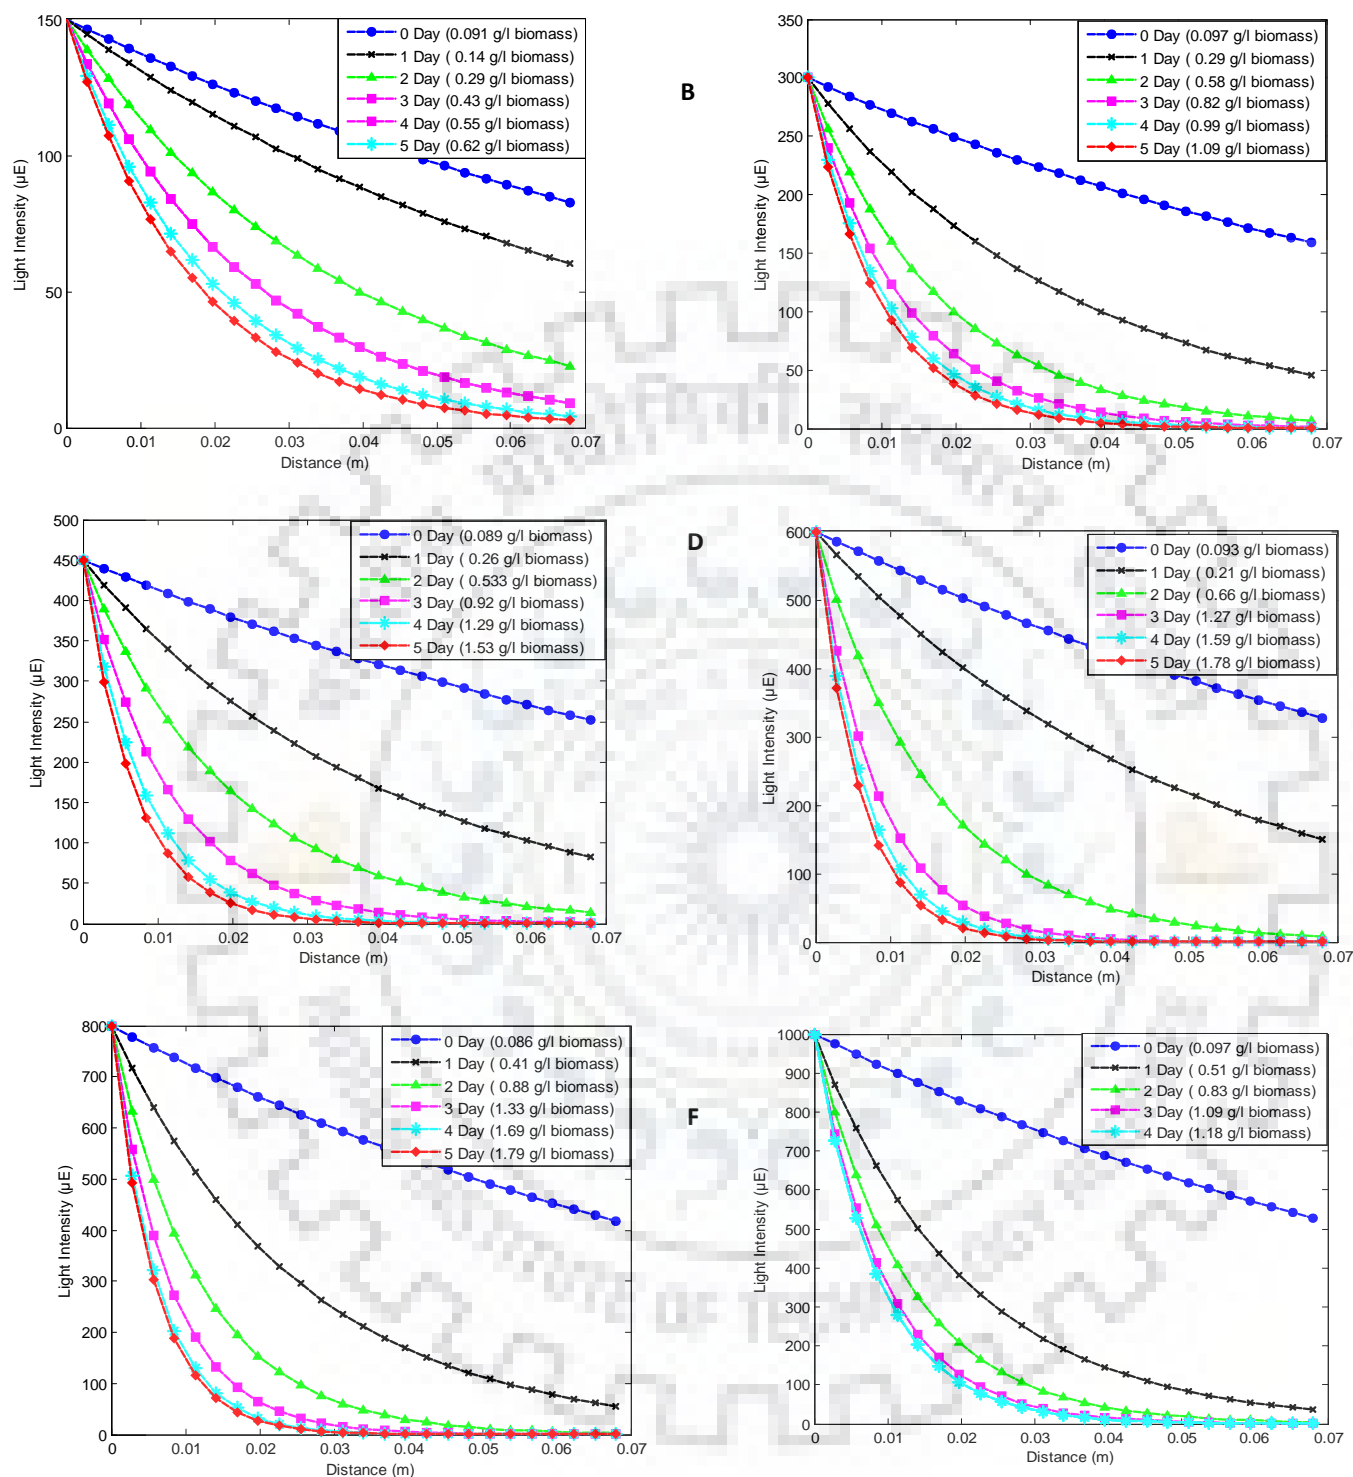 150
100
50
0
0
0.01
0.02
0.03
0.04
0.05
0.06
0.07
Light Intensity (µE)
Distance (m)
0 Day (0.091 g/l biomass)
1 Day ( 0.14 g/l biomass)
2 Day (0.29 g/l biomass)
3 Day (0.43 g/l biomass)
4 Day (0.55 g/l biomass)
5 Day (0.62 g/l biomass)
B
350
300
250
200
150
100
50
0
0
0.01
0.02
0.03
0.04
0.05
0.06
0.07
Light Intensity (µE)
Distance (m)
0 Day (0.097 g/l biomass)
1 Day ( 0.29 g/l biomass)
2 Day ( 0.58 g/l biomass)
3 Day (0.82 g/l biomass)
4 Day (0.99 g/l biomass)
5 Day (1.09 g/l biomass)
500
450
400
350
300
250
200
150
100
50
0
0
0.01
0.02
0.03
0.04
0.05
0.06
0.07
Light Intensity (µE)
Distance (m)
0 Day (0.089 g/l biomass)
1 Day ( 0.26 g/l biomass)
2 Day ( 0.533 g/l biomass)
3 Day (0.92 g/l biomass)
4 Day (1.29 g/l biomass)
5 Day (1.53 g/l biomass)
D
600
500
400
300
200
100
0
0
0.01
0.02
0.03
0.04
0.05
0.06
0.07
Light Intensity (µE)
Distance (m)
0 Day (0.093 g/l biomass)
1 Day ( 0.21 g/l biomass)
2 Day ( 0.66 g/l biomass)
3 Day (1.27 g/l biomass)
4 Day (1.59 g/l biomass)
5 Day (1.78 g/l biomass)
800
700
600
500
400
300
200
100
0
0
0.01
0.02
0.03
0.04
0.05
0.06
0.07
Light Intensity (µE)
Distance (m)
0 Day (0.086 g/l biomass)
1 Day ( 0.41 g/l biomass)
2 Day ( 0.88 g/l biomass)
3 Day (1.33 g/l biomass)
4 Day (1.69 g/l biomass)
5 Day (1.79 g/l biomass)
F
1000
900
800
700
600
500
400
300
200
100
0
0
0.01
0.02
0.03
0.04
0.05
0.06
0.07
Light Intensity (µE)
Distance (m)
0 Day (0.097 g/l biomass)
1 Day ( 0.51 g/l biomass)
2 Day ( 0.83 g/l biomass)
3 Day (1.09 g/l biomass)
4 Day (1.18 g/l biomass)
OF